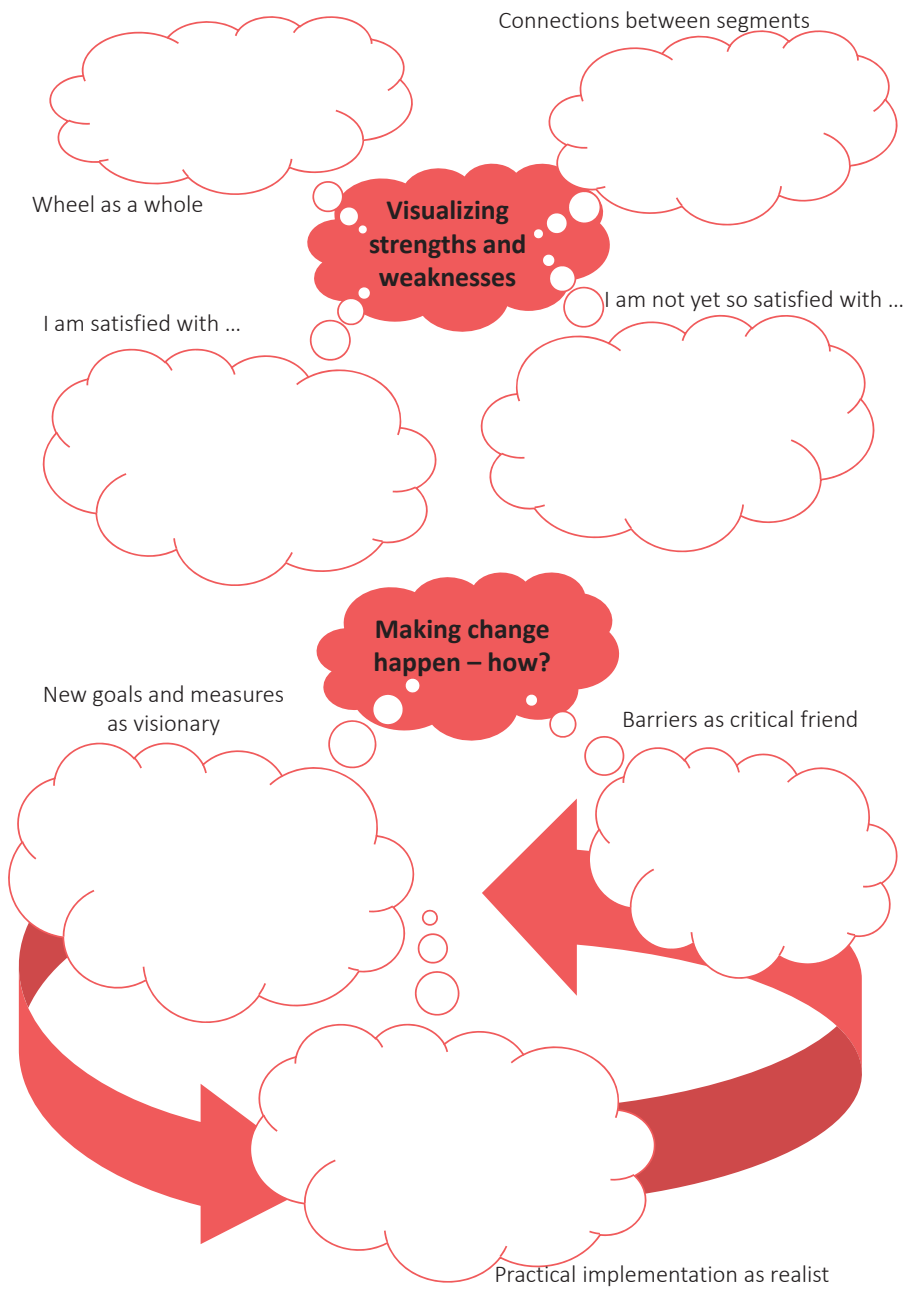 Connections between segments
Wheel as a whole
Visualizing
strengths and
weaknesses
I am satisfied with ...
I am not yet so satisfied with ...
Making change
happen – how?
New goals and measures
as visionary
Barriers as critical friend
Practical implementation as realist